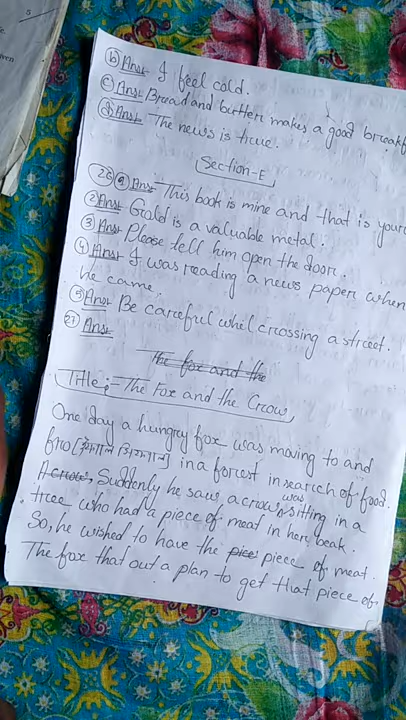 (b) Ans: I feel cold.
(c) Ans: Bread and butter makes a good breakf
(d) Ans: The news is true.
Section-E
26 (1) Ans: This book is mine and that is your
(2) Ans: Gold is a valuable metal.
(3) Ans: Please tell him open the door.
(4) Ans: I was reading a news paper when
he came.
(5) Ans: Be careful whil crossing a street.
27 Ans
The fox and the
Title :- The Fox and the Crow,
One day a hungry fox was moving to and
fro [ ] in a forest in search of food.
A crow, Suddenly he saw a crow was sitting in a
tree who had a piece of meat in her beak.
So, he wished to have the pice piece of meat.
The fox that out a plan to get that piece of